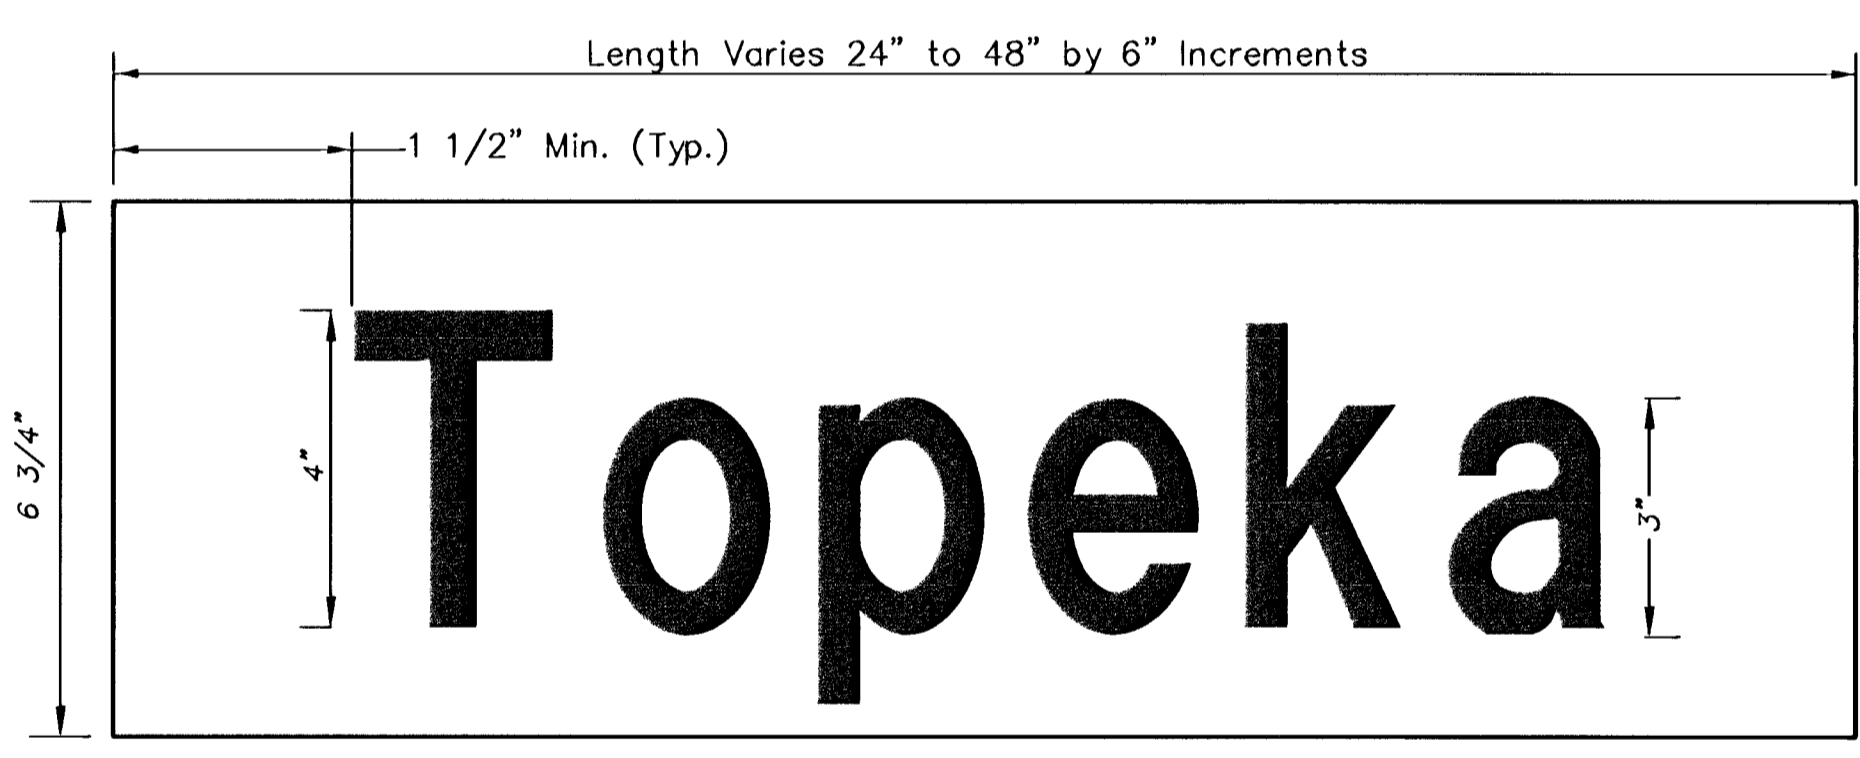 Length Varies 24” to 48” by 6” Increments
1 1/2” Min. (Typ.)
6 3/4”
4”
Topeka
3”